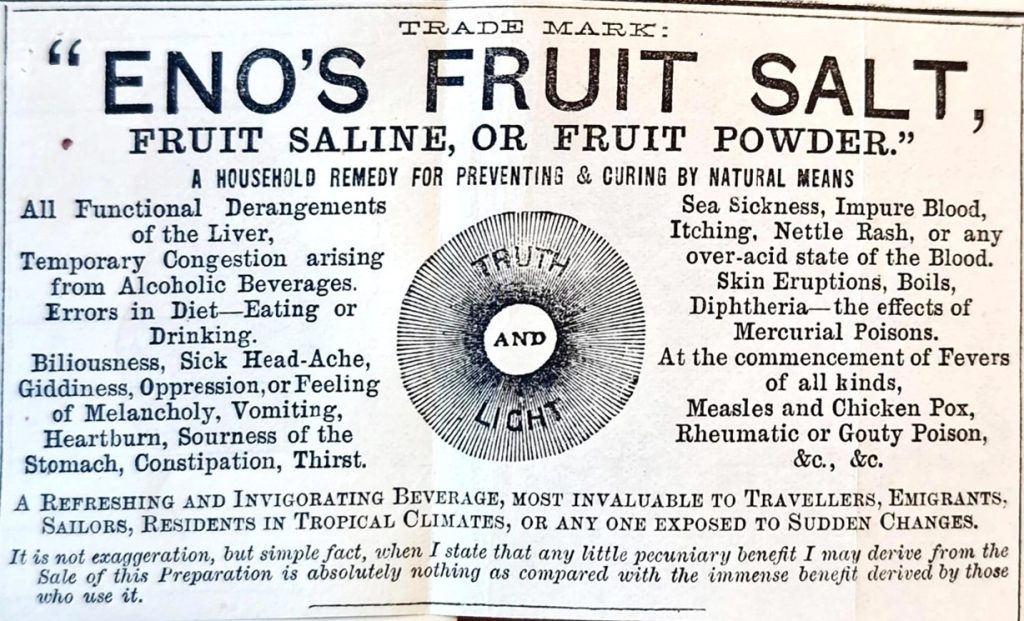 TRADE MARK:
"ENO'S FRUIT SALT,
FRUIT SALINE, OR FRUIT POWDER."
A HOUSEHOLD REMEDY FOR PREVENTING & CURING BY NATURAL MEANS
All Functional Derangements
of the Liver,
Temporary Congestion arising
from Alcoholic Beverages.
Errors in Diet—Eating or
Drinking.
Biliousness, Sick Head-Ache,
Giddiness, Oppression, or Feeling
of Melancholy, Vomiting,
Heartburn, Sourness of the
Stomach, Constipation, Thirst.
TRUTH
AND
LIGHT
Sea Sickness, Impure Blood,
Itching, Nettle Rash, or any
over-acid state of the Blood.
Skin Eruptions, Boils,
Diphtheria—the effects of
Mercurial Poisons.
At the commencement of Fevers
of all kinds,
Measles and Chicken Pox,
Rheumatic or Gouty Poison,
&c., &c.
A REFRESHING AND INVIGORATING BEVERAGE, MOST INVALUABLE TO TRAVELLERS, EMIGRANTS,
SAILORS, RESIDENTS IN TROPICAL CLIMATES, OR ANY ONE EXPOSED TO SUDDEN CHANGES.
It is not exaggeration, but simple fact, when I state that any little pecuniary benefit I may derive from the
Sale of this Preparation is absolutely nothing as compared with the immense benefit derived by those
who use it.